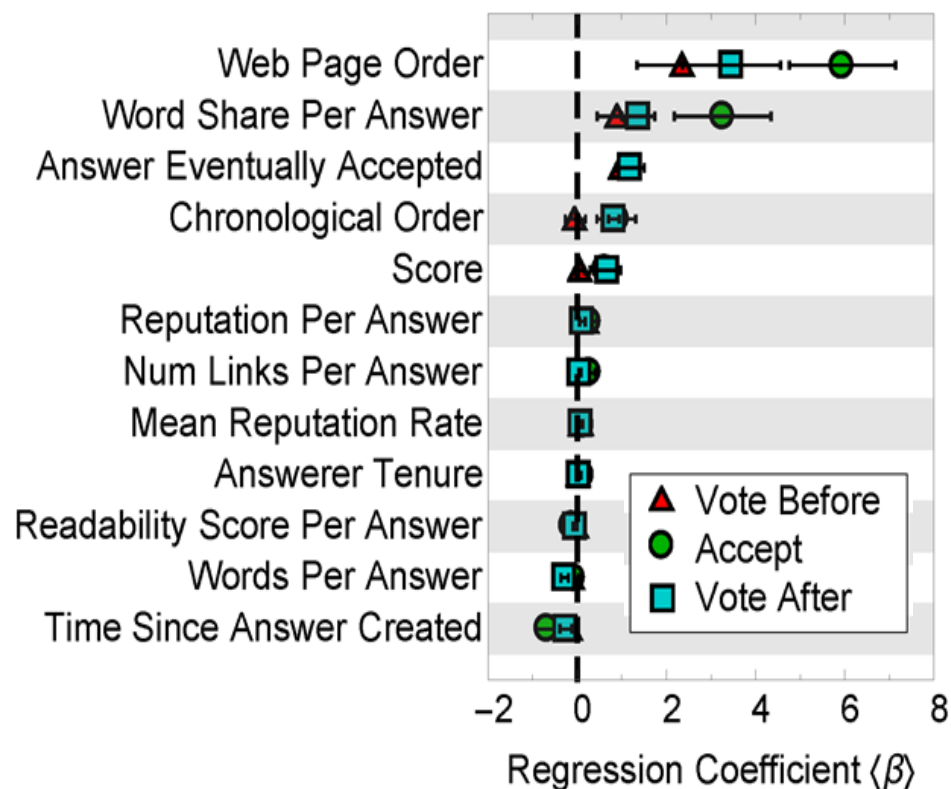 Web Page Order
Word Share Per Answer
Answer Eventually Accepted
Chronological Order
Score
Reputation Per Answer
Num Links Per Answer
Mean Reputation Rate
Answerer Tenure
Readability Score Per Answer
Words Per Answer
Time Since Answer Created
Vote Before
Accept
Vote After
−2 0 2 4 6 8
Regression Coefficient ⟨β⟩